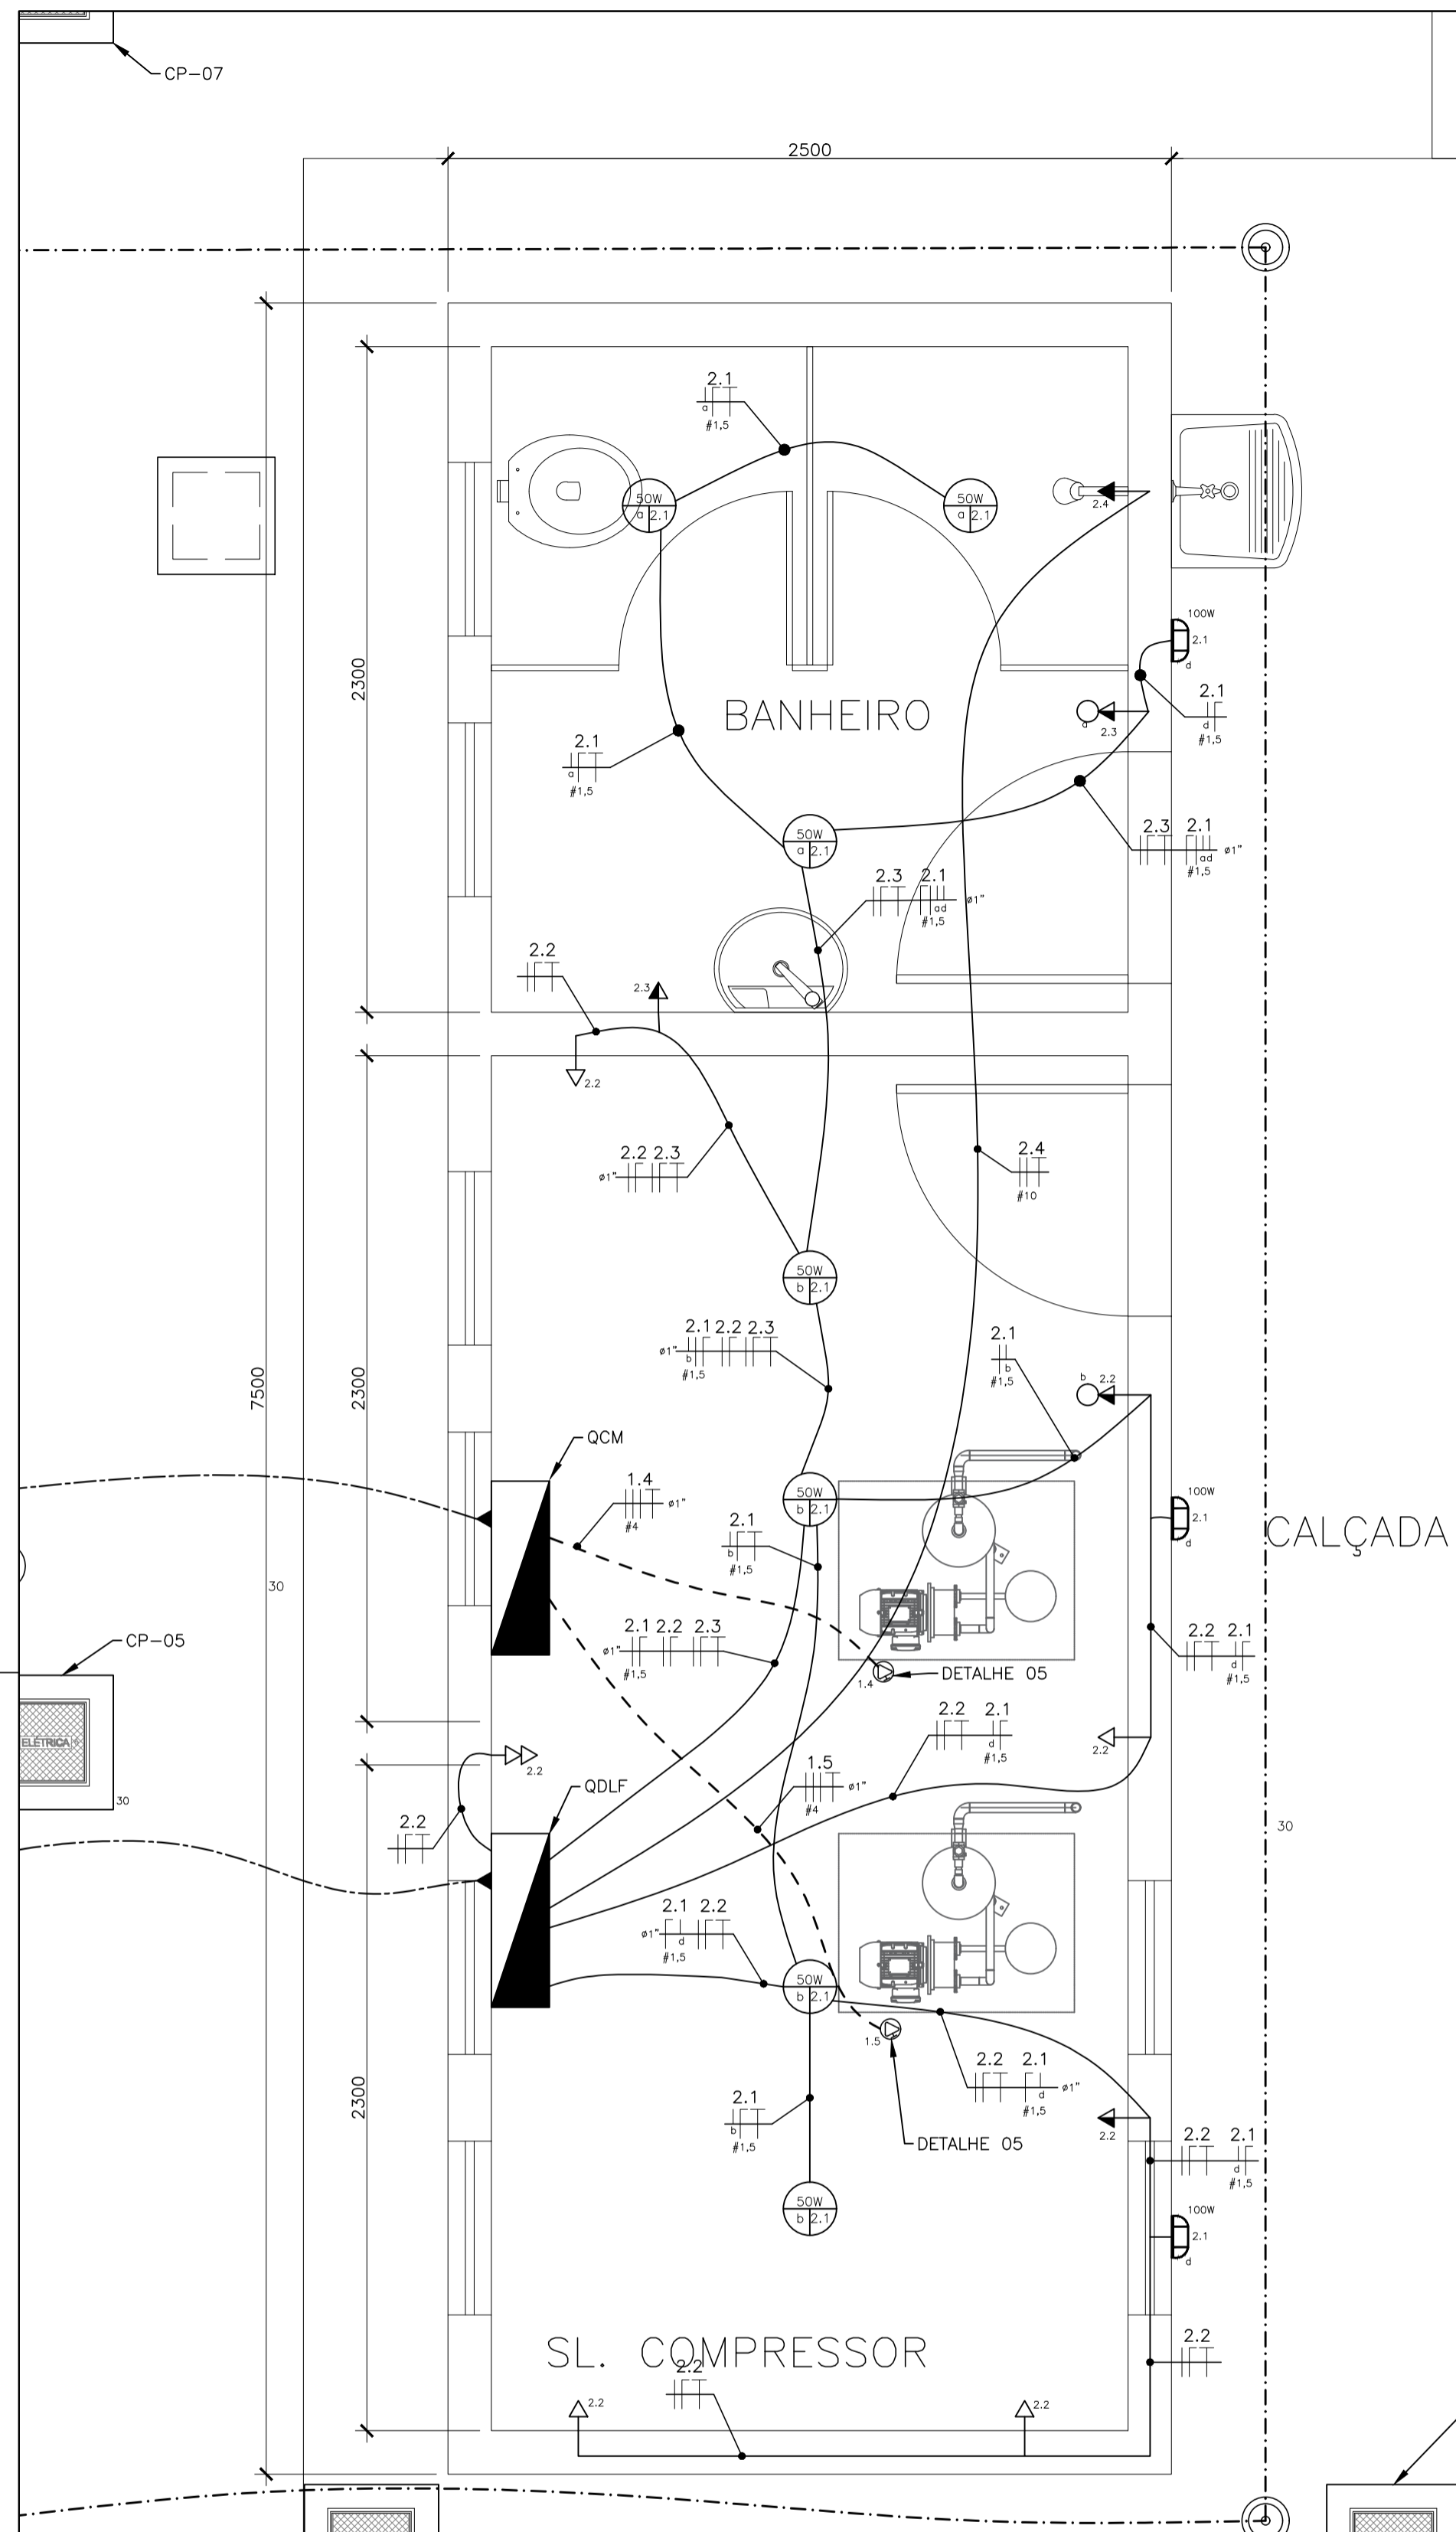 CP-07
2500
2.1
a
#1,5
50W
a 2.1
50W
a 2.1
2.4
100W
2.1
d
2300
BANHEIRO
2.1
d
#1,5
a
2.3
2.1
a
#1,5
2.3 2.1
ad
#1,5
ø1"
50W
a 2.1
2.3 2.1
ad
#1,5
ø1"
2.2
2.3
2.2
2.2 2.3
ø1"
2.4
#10
50W
b 2.1
2.1 2.2 2.3
ø1"
b
#1,5
2.1
b
#1,5
b 2.2
7500
2300
QCM
1.4
ø1"
#4
50W
b 2.1
100W
2.1
d
CALÇADA
2.1
b
#1,5
30
CP-05
2.1 2.2 2.3
ø1"
#1,5
2.2 2.1
d
#1,5
1.4
DETALHE 05
2.2 2.1
d
#1,5
2.2
ELÉTRICA
2.2
1.5
ø1"
#4
QDLF
30
2.2
30
2.1 2.2
ø1"
d
#1,5
50W
b 2.1
1.5
2.2 2.1
d
ø1"
#1,5
2300
2.1
b
#1,5
DETALHE 05
2.2
2.2 2.1
d
#1,5
50W
b 2.1
100W
2.1
d
2.2
SL. COMPRESSOR
2.2
2.2
2.2